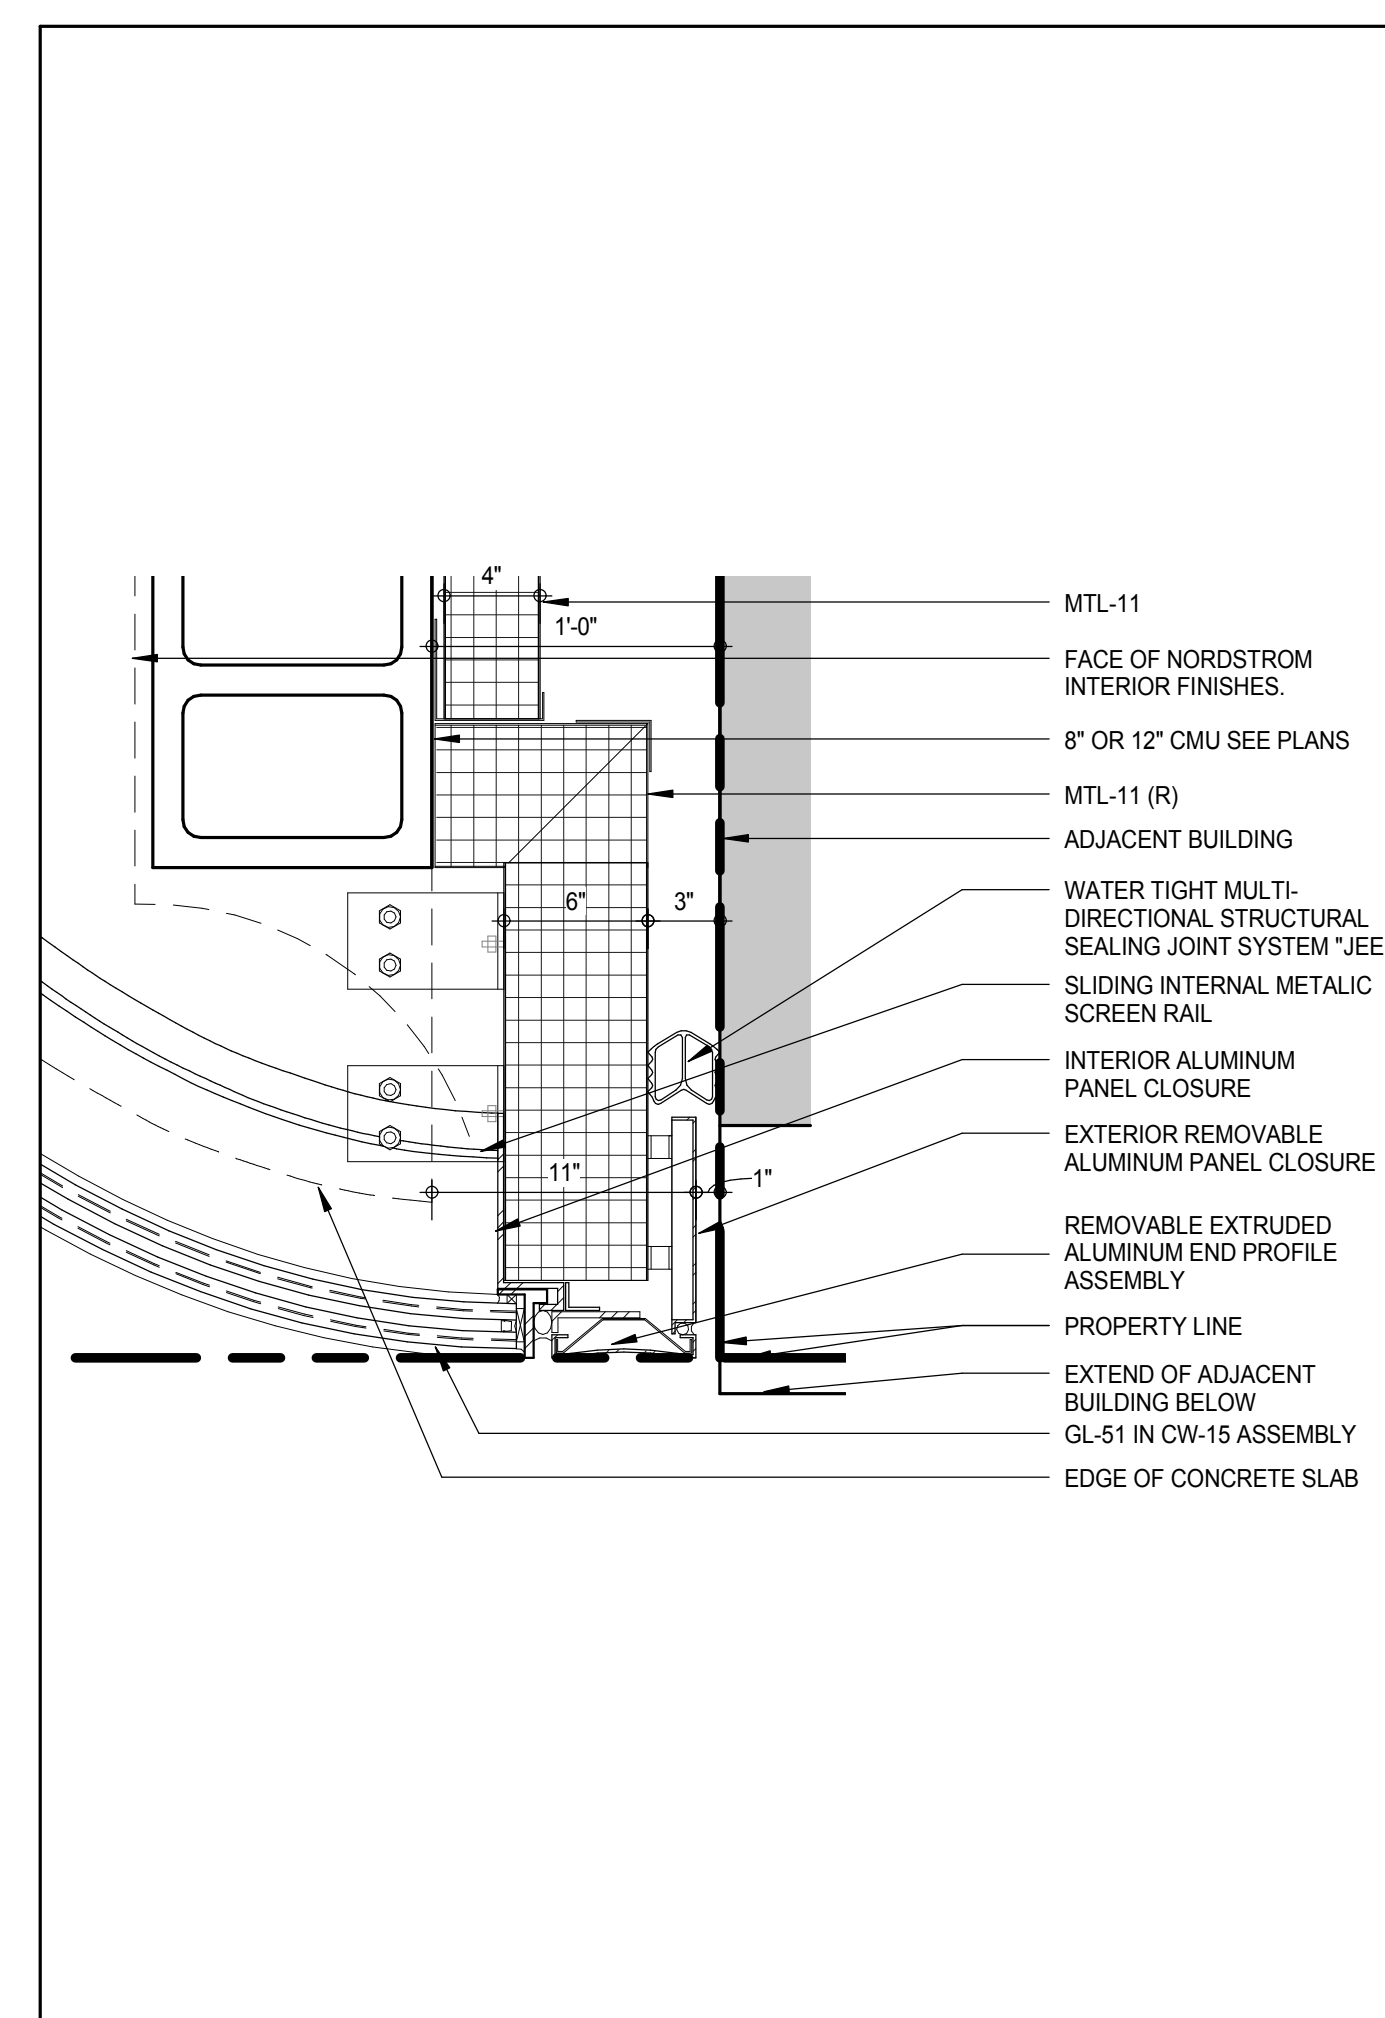 4"
1'-0"
6"
3"
11"
1"
MTL-11
FACE OF NORDSTROM
INTERIOR FINISHES.
8" OR 12" CMU SEE PLANS
MTL-11 (R)
ADJACENT BUILDING
WATER TIGHT MULTI-
DIRECTIONAL STRUCTURAL
SEALING JOINT SYSTEM "JEE
SLIDING INTERNAL METALIC
SCREEN RAIL
INTERIOR ALUMINUM
PANEL CLOSURE
EXTERIOR REMOVABLE
ALUMINUM PANEL CLOSURE
REMOVABLE EXTRUDED
ALUMINUM END PROFILE
ASSEMBLY
PROPERTY LINE
EXTEND OF ADJACENT
BUILDING BELOW
GL-51 IN CW-15 ASSEMBLY
EDGE OF CONCRETE SLAB